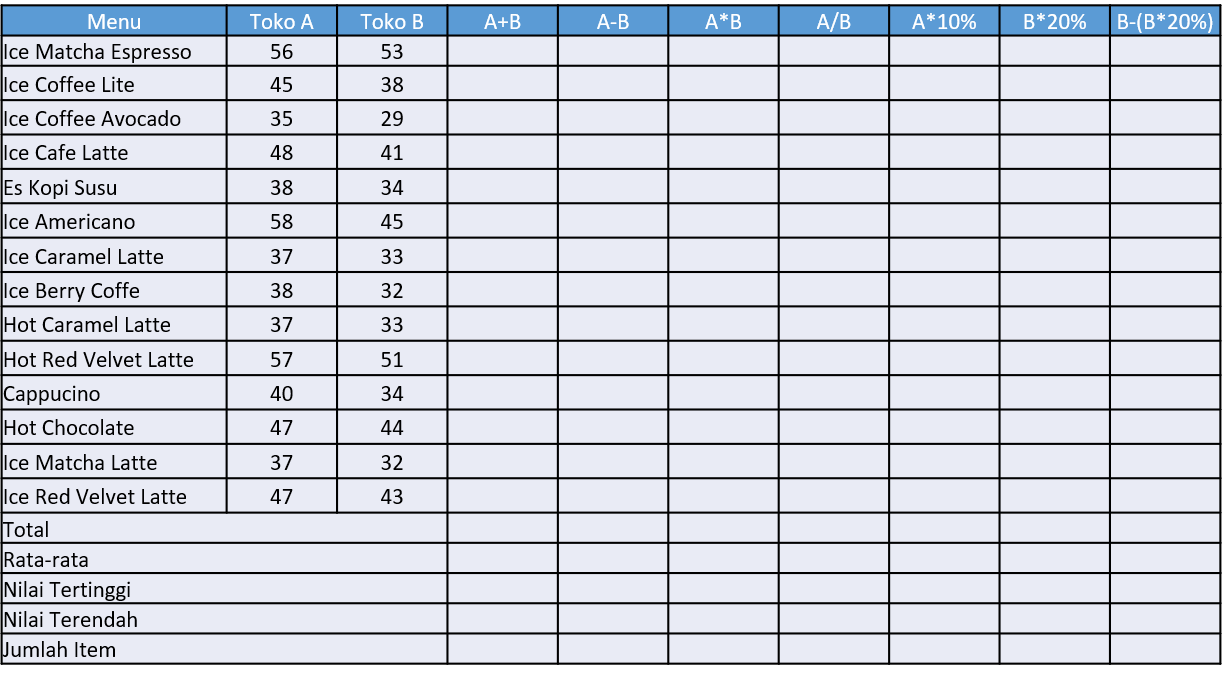 Menu Toko A Toko B A+B A-B A*B A/B A*10% B*20% B-(B*20%)
Ice Matcha Espresso 56 53
Ice Coffee Lite 45 38
Ice Coffee Avocado 35 29
Ice Cafe Latte 48 41
Es Kopi Susu 38 34
Ice Americano 58 45
Ice Caramel Latte 37 33
Ice Berry Coffe 38 32
Hot Caramel Latte 37 33
Hot Red Velvet Latte 57 51
Cappucino 40 34
Hot Chocolate 47 44
Ice Matcha Latte 37 32
Ice Red Velvet Latte 47 43
Total
Rata-rata
Nilai Tertinggi
Nilai Terendah
Jumlah Item